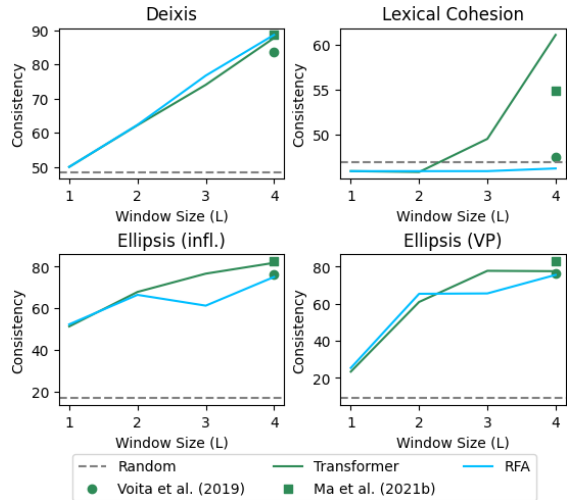 Deixis
Lexical Cohesion
90
80
70
60
50
Consistency
1 2 3 4
Window Size (L)
60
55
50
Consistency
1 2 3 4
Window Size (L)
Ellipsis (infl.)
Ellipsis (VP)
80
60
40
20
Consistency
1 2 3 4
Window Size (L)
80
60
40
20
Consistency
1 2 3 4
Window Size (L)
Random
Transformer
RFA
Voita et al. (2019)
Ma et al. (2021b)